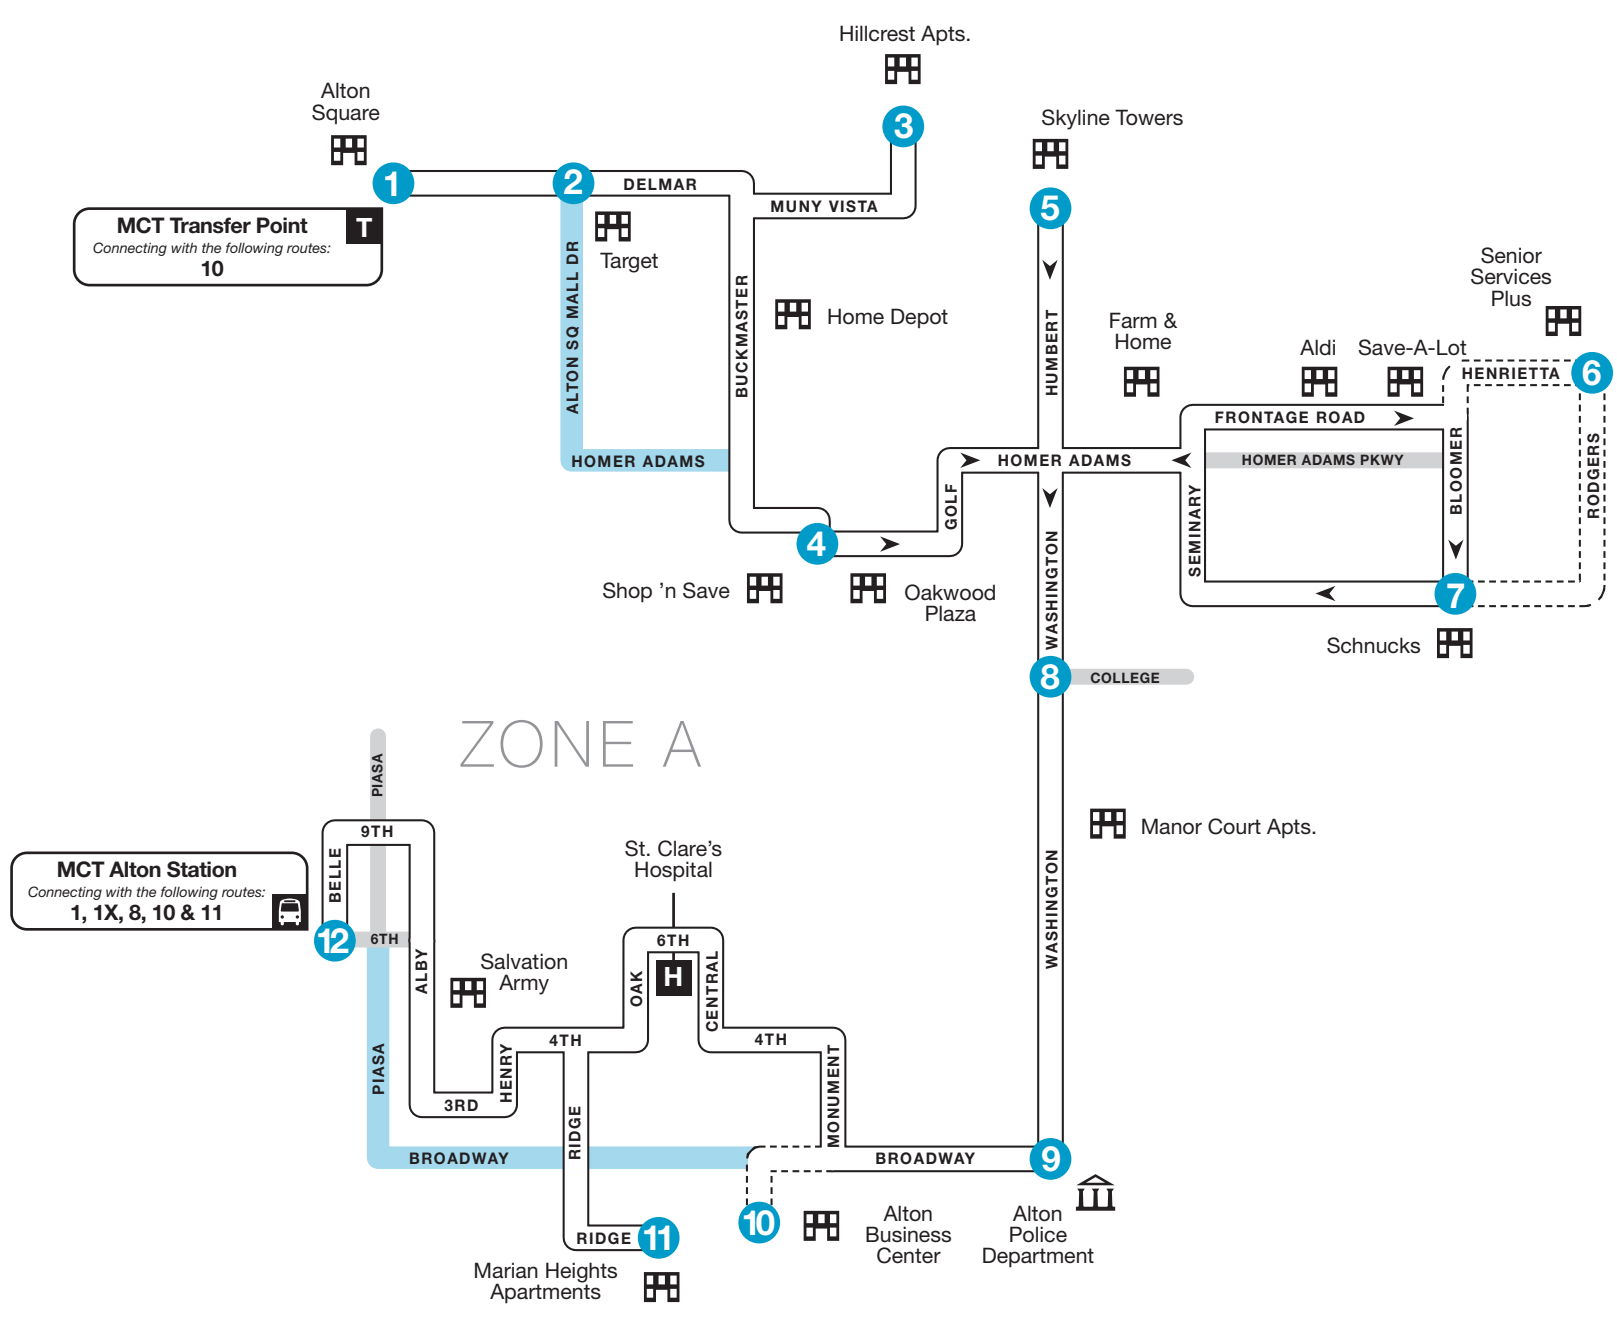 Hillcrest Apts.
Alton
Square
3
Skyline Towers
1
2
DELMAR
MUNY VISTA
5
MCT Transfer Point
T
Connecting with the following routes:
10
Target
ALTON SQ MALL DR
BUCKMASTER
Home Depot
HUMBERT
Farm &
Home
Senior
Services
Plus
Aldi
Save-A-Lot
HENRIETTA
6
FRONTAGE ROAD
HOMER ADAMS
HOMER ADAMS
HOMER ADAMS PKWY
BLOOMER
RODGERS
GOLF
SEMINARY
4
WASHINGTON
Shop ’n Save
Oakwood
Plaza
7
Schnucks
8
COLLEGE
ZONE A
PIASA
9TH
BELLE
MCT Alton Station
Connecting with the following routes:
1, 1X, 8, 10 & 11
12
6TH
ALBY
Salvation
Army
St. Clare’s
Hospital
6TH
H
OAK
CENTRAL
Manor Court Apts.
WASHINGTON
PIASA
HENRY
4TH
4TH
MONUMENT
3RD
RIDGE
BROADWAY
BROADWAY
9
10
Alton
Business
Center
Alton
Police
Department
RIDGE
11
Marian Heights
Apartments